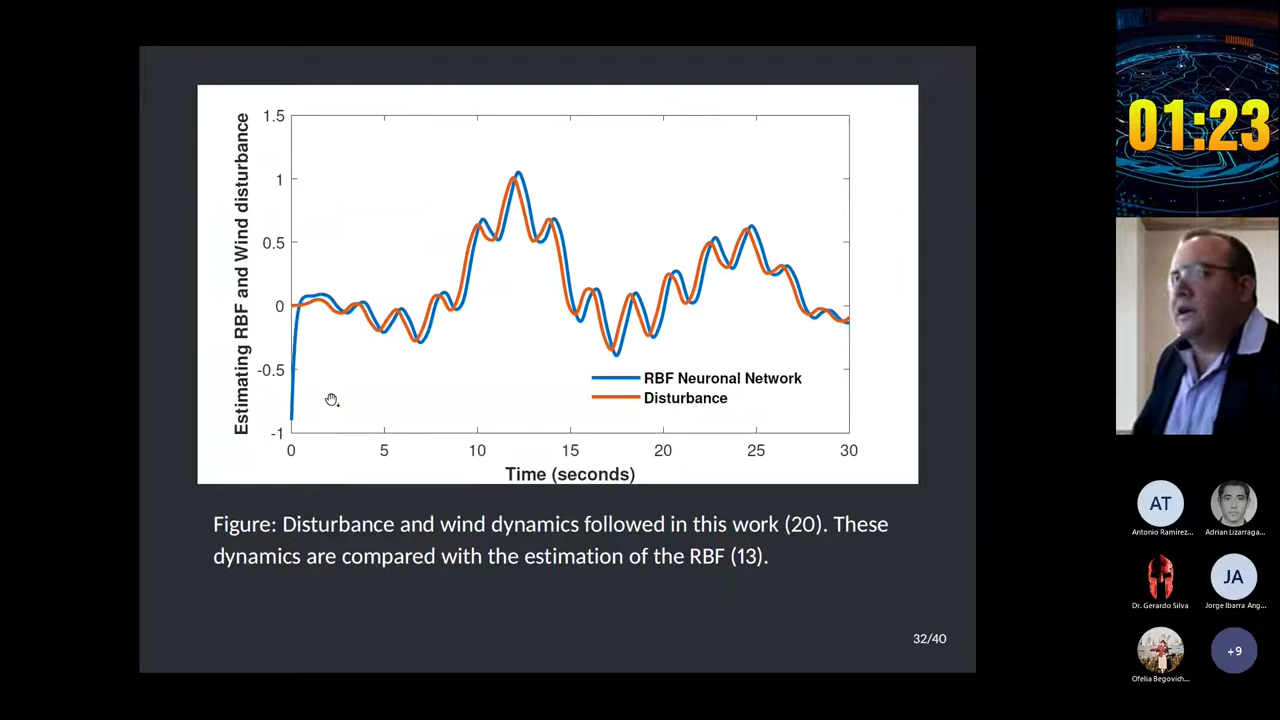 Estimating RBF and Wind disturbance
1.5
1
0.5
0
-0.5
-1
0 5 10 15 20 25 30
Time (seconds)
RBF Neuronal Network
Disturbance
Figure: Disturbance and wind dynamics followed in this work (20). These
dynamics are compared with the estimation of the RBF (13).
32/40
01:23
AT
Antonio Ramírez...
Adrian Lizarraga...
Dr. Gerardo Silva
JA
Jorge Ibarra Ang...
Ofelia Begovich...
+9